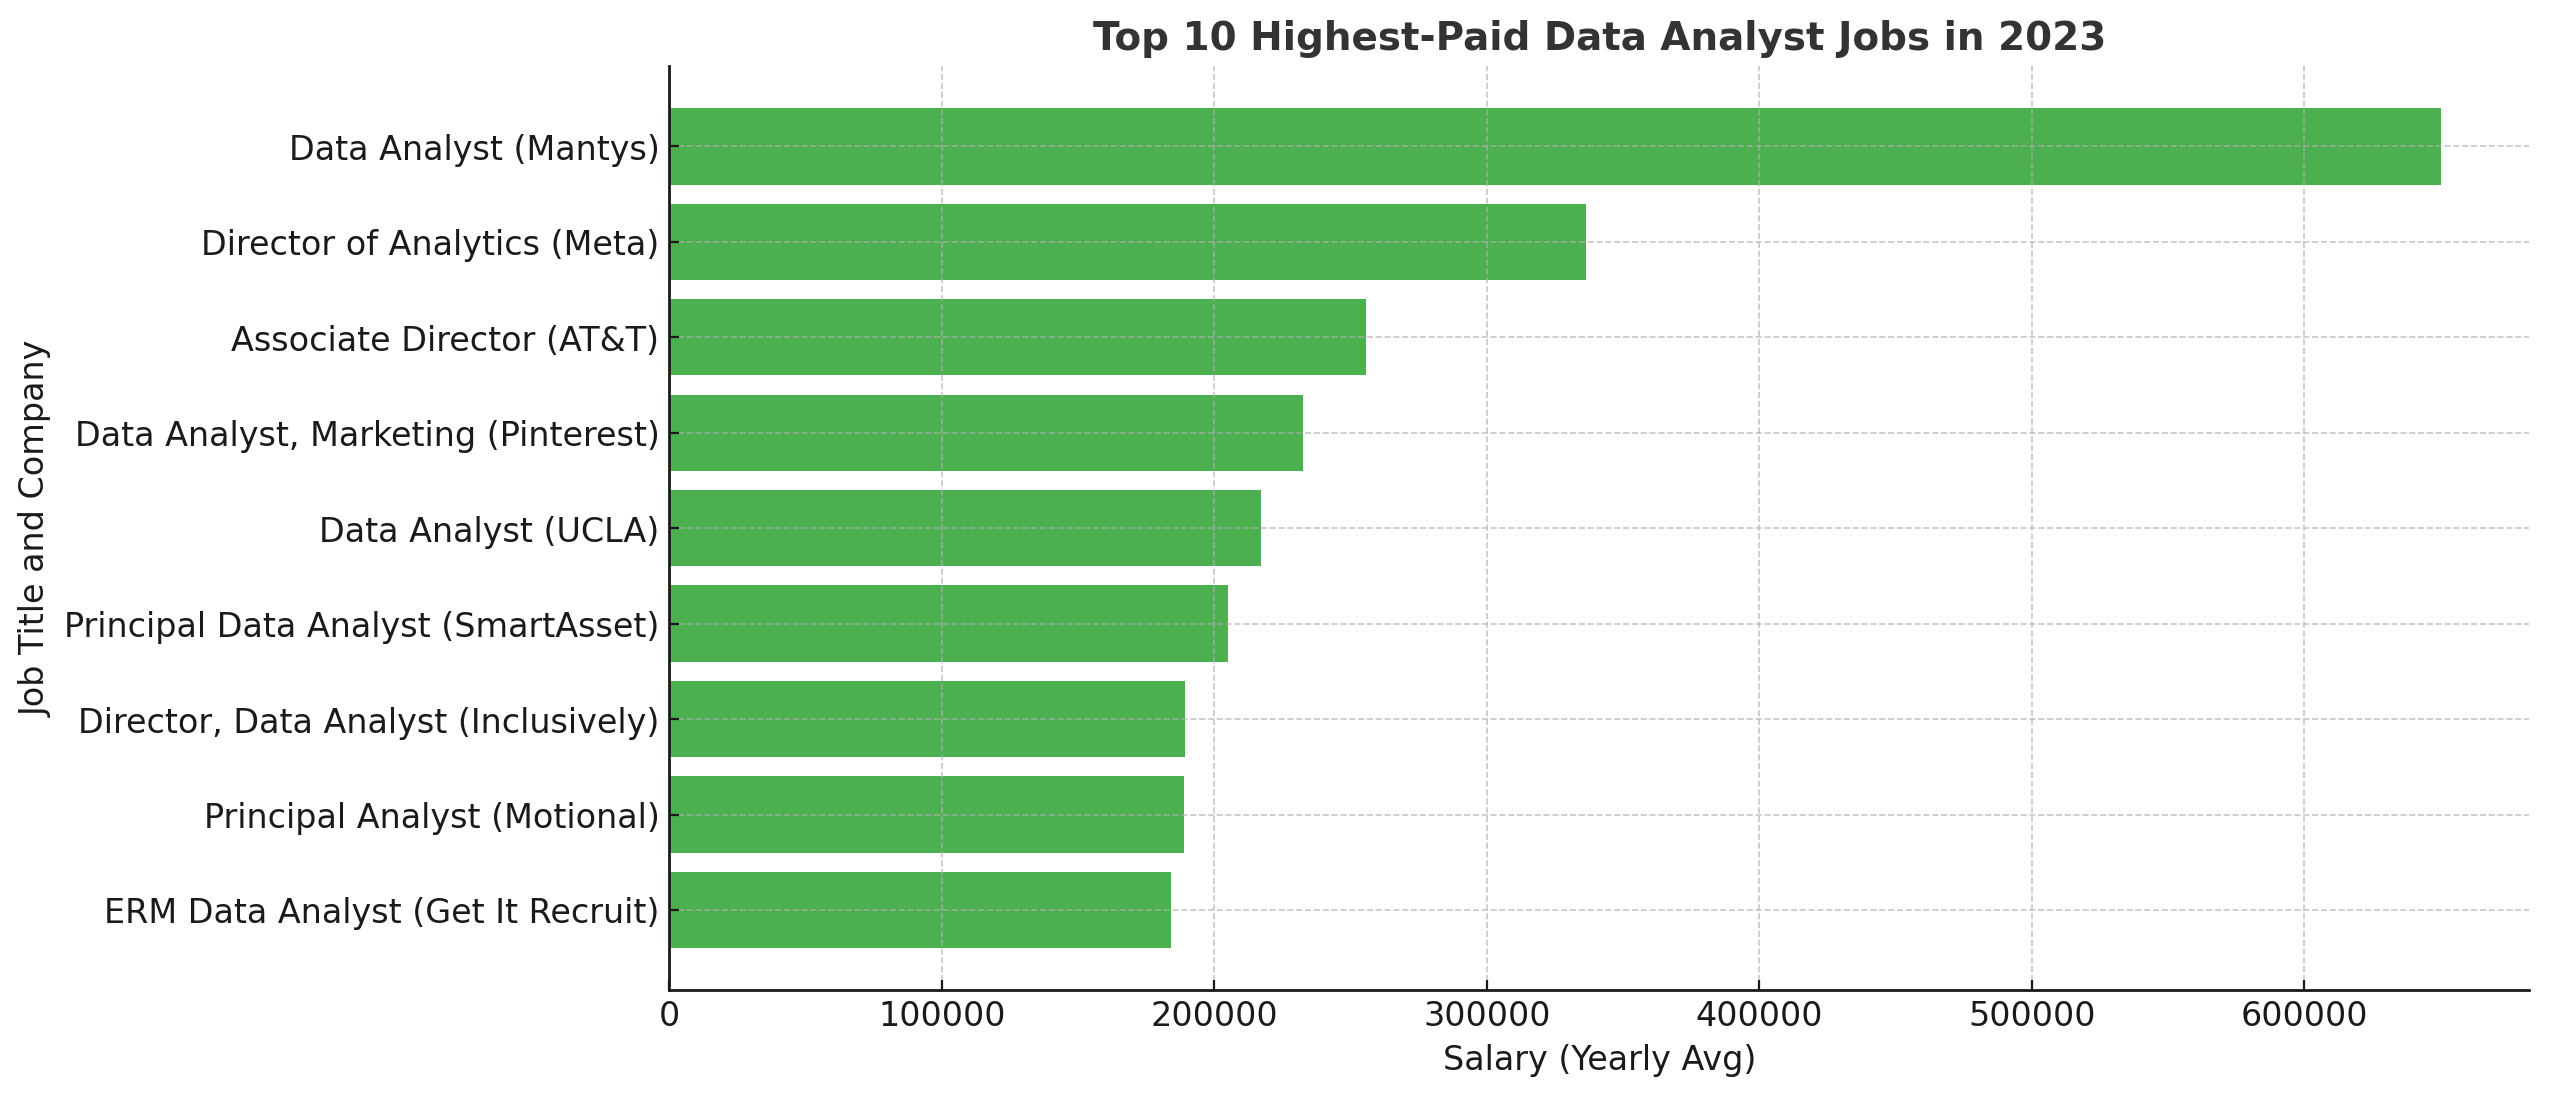 Top 10 Highest-Paid Data Analyst Jobs in 2023
Job Title and Company
Data Analyst (Mantys)
Director of Analytics (Meta)
Associate Director (AT&T)
Data Analyst, Marketing (Pinterest)
Data Analyst (UCLA)
Principal Data Analyst (SmartAsset)
Director, Data Analyst (Inclusively)
Principal Analyst (Motional)
ERM Data Analyst (Get It Recruit)
0 100000 200000 300000 400000 500000 600000
Salary (Yearly Avg)